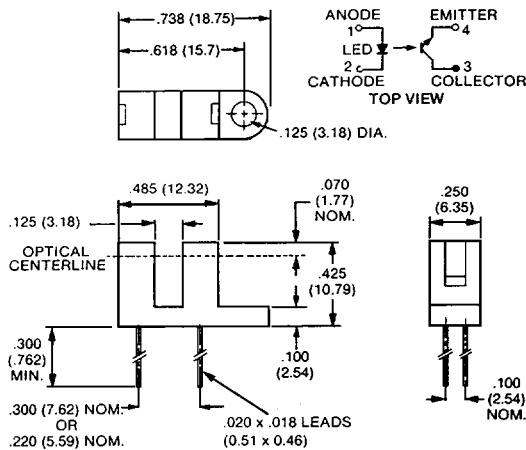 .738 (18.75)
.618 (15.7)
.125 (3.18) DIA.
ANODE
1
LED
2
CATHODE
EMITTER
4
3
COLLECTOR
TOP VIEW
.485 (12.32)
.125 (3.18)
OPTICAL
CENTERLINE
.070
(1.77)
NOM.
.425
(10.79)
.100
(2.54)
.300
(.762)
MIN.
.300 (7.62) NOM.
OR
.220 (5.59) NOM.
.020 x .018 LEADS
(0.51 x 0.46)
.250
(6.35)
.100
(2.54)
NOM.